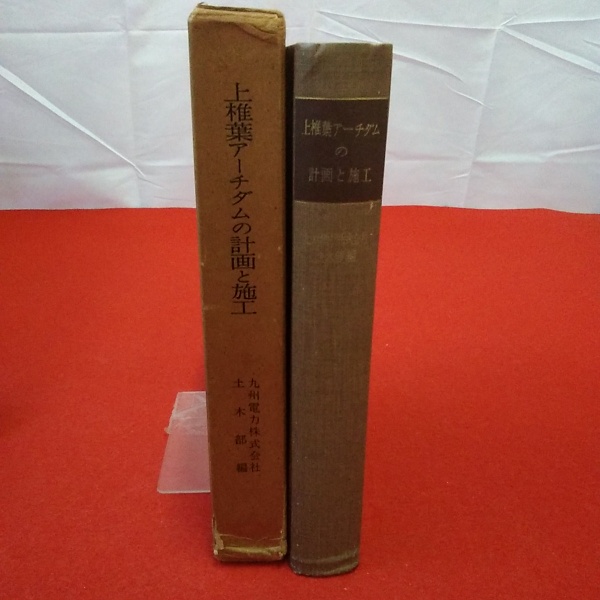 上椎葉アーチダムの計画と施工
九州電力株式会社
土木部編
上椎葉アーチダム
の
計画と施工